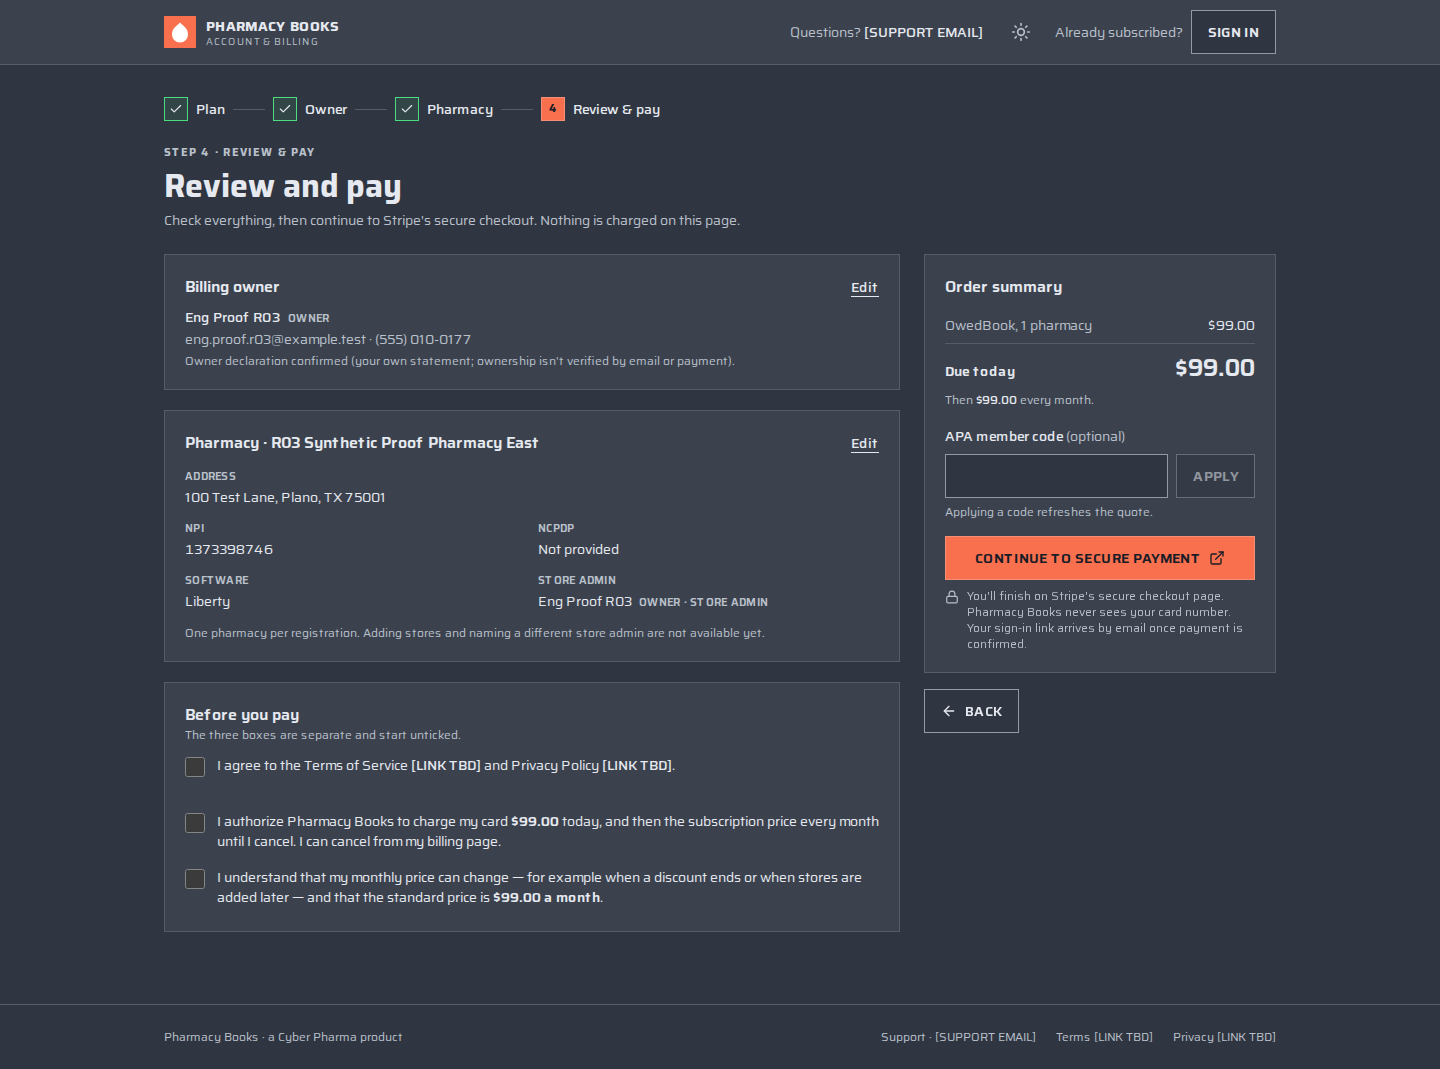 PHARMACY BOOKS
ACCOUNT & BILLING
Questions? [SUPPORT EMAIL]
Already subscribed?
SIGN IN
Plan
Owner
Pharmacy
4
Review & pay
STEP 4 · REVIEW & PAY
Review and pay
Check everything, then continue to Stripe's secure checkout. Nothing is charged on this page.
Billing owner
Edit
Eng Proof R03 OWNER
eng.proof.r03@example.test · (555) 010-0177
Owner declaration confirmed (your own statement; ownership isn't verified by email or payment).
Pharmacy · R03 Synthetic Proof Pharmacy East
Edit
ADDRESS
100 Test Lane, Plano, TX 75001
NPI
1373398746
NCPDP
Not provided
SOFTWARE
Liberty
STORE ADMIN
Eng Proof R03 OWNER · STORE ADMIN
One pharmacy per registration. Adding stores and naming a different store admin are not available yet.
Before you pay
The three boxes are separate and start unticked.
I agree to the Terms of Service [LINK TBD] and Privacy Policy [LINK TBD].
I authorize Pharmacy Books to charge my card $99.00 today, and then the subscription price every month
until I cancel. I can cancel from my billing page.
I understand that my monthly price can change — for example when a discount ends or when stores are
added later — and that the standard price is $99.00 a month.
Order summary
OwedBook, 1 pharmacy
$99.00
Due today
$99.00
Then $99.00 every month.
APA member code (optional)
APPLY
Applying a code refreshes the quote.
CONTINUE TO SECURE PAYMENT
You'll finish on Stripe's secure checkout page.
Pharmacy Books never sees your card number.
Your sign-in link arrives by email once payment is
confirmed.
BACK
Pharmacy Books · a Cyber Pharma product
Support · [SUPPORT EMAIL]
Terms [LINK TBD]
Privacy [LINK TBD]